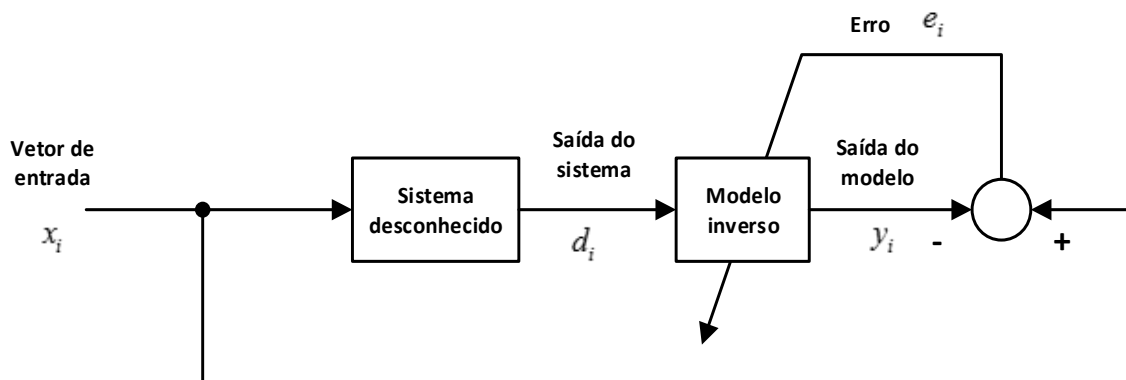 Erro e_i
Vetor de
entrada
x_i
Sistema
desconhecido
Saída do
sistema
d_i
Modelo
inverso
Saída do
modelo
y_i
-
+